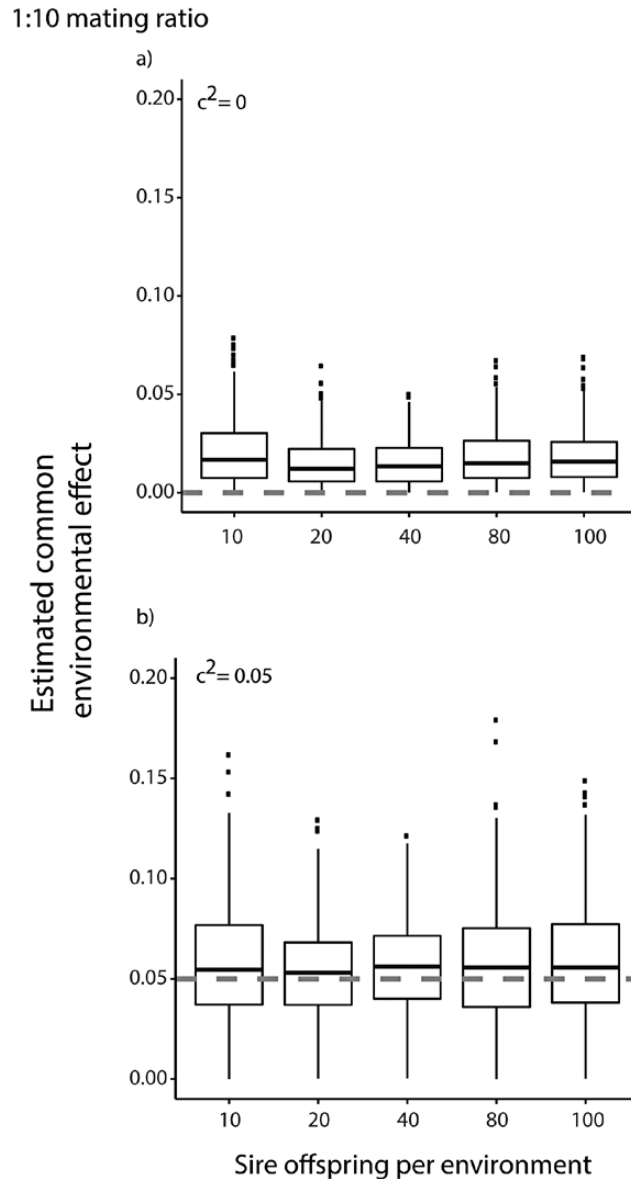 1:10 mating ratio
a)
c²= 0
0.20
0.15
0.10
0.05
0.00
10 20 40 80 100
Estimated common
environmental effect
b)
c²= 0.05
0.20
0.15
0.10
0.05
0.00
10 20 40 80 100
Sire offspring per environment